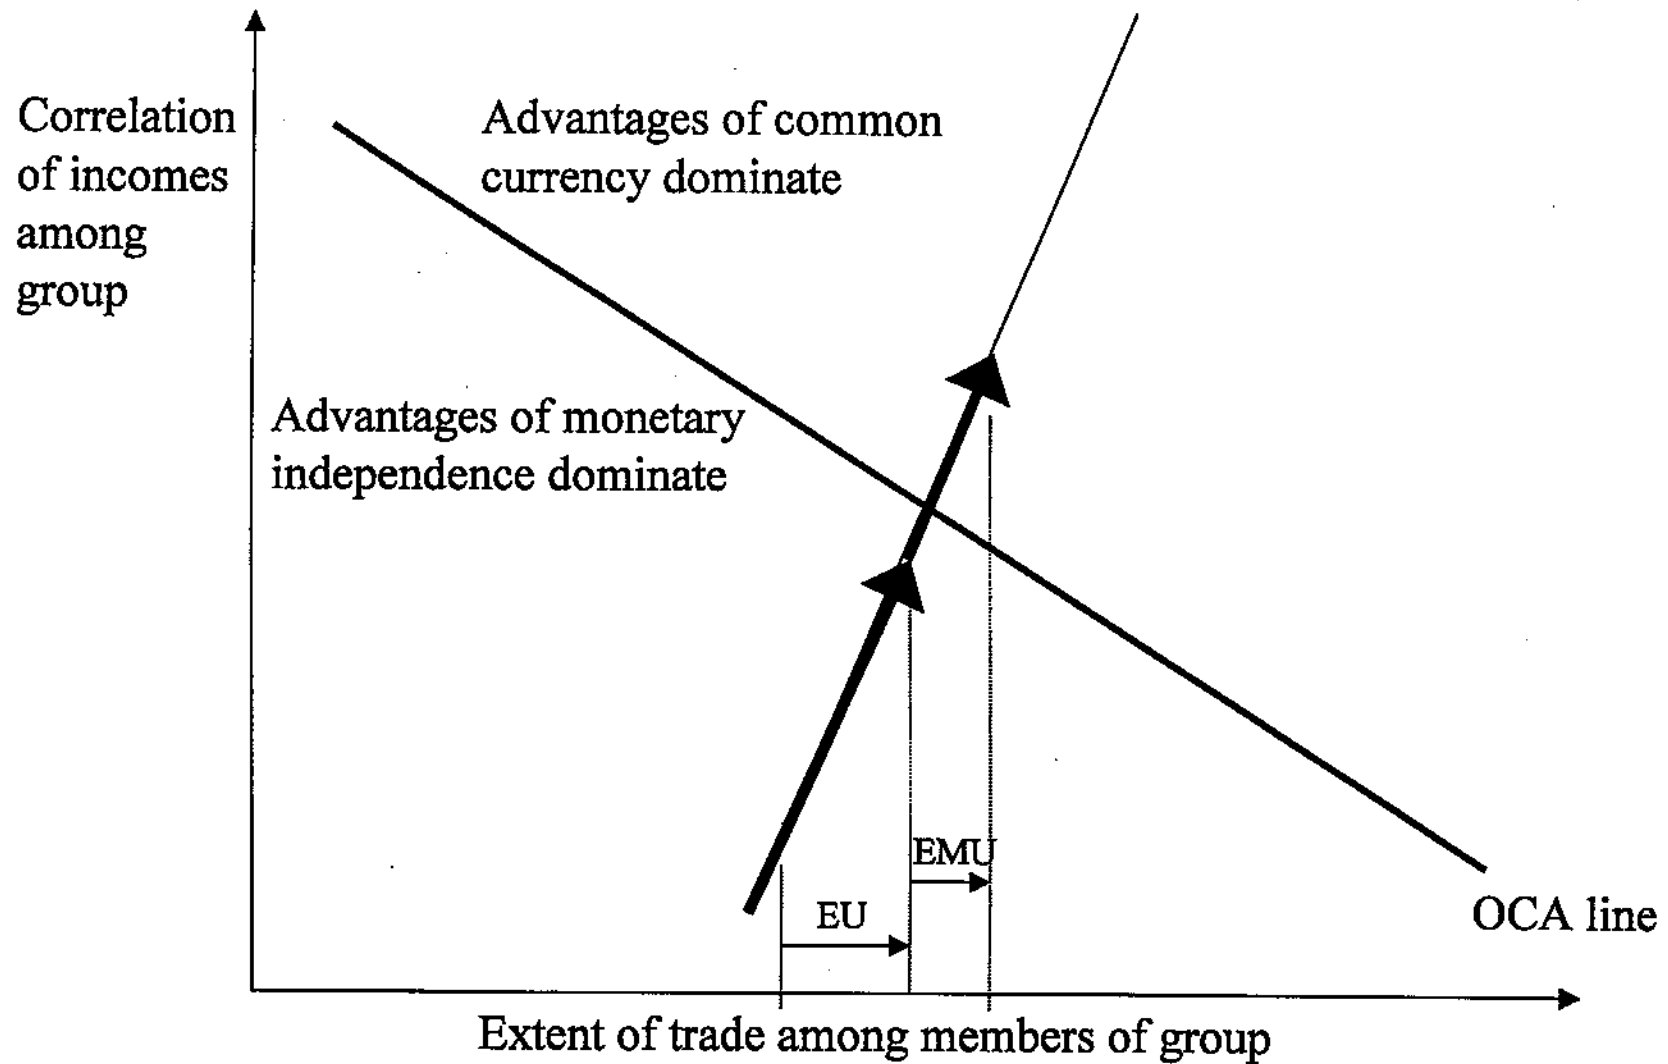 Correlation
of incomes
among
group
Advantages of common
currency dominate
Advantages of monetary
independence dominate
EMU
EU
OCA line
Extent of trade among members of group